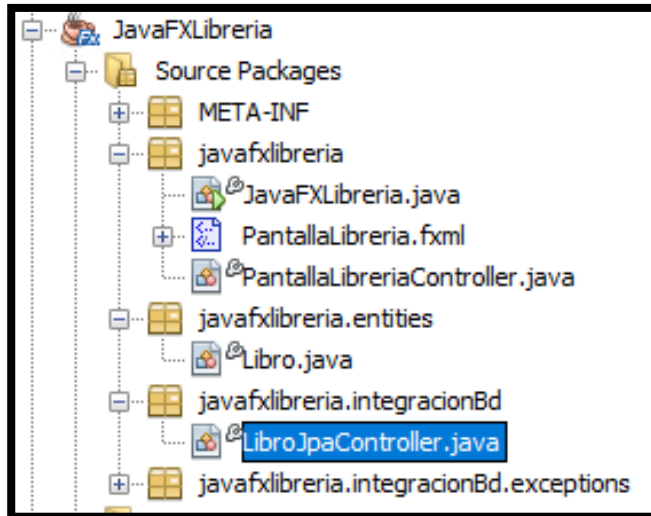 JavaFXLibreria
Source Packages
META-INF
javafxlibreria
JavaFXLibreria.java
PantallaLibreria.fxml
PantallaLibreriaController.java
javafxlibreria.entities
Libro.java
javafxlibreria.integracionBd
LibroJpaController.java
javafxlibreria.integracionBd.exceptions